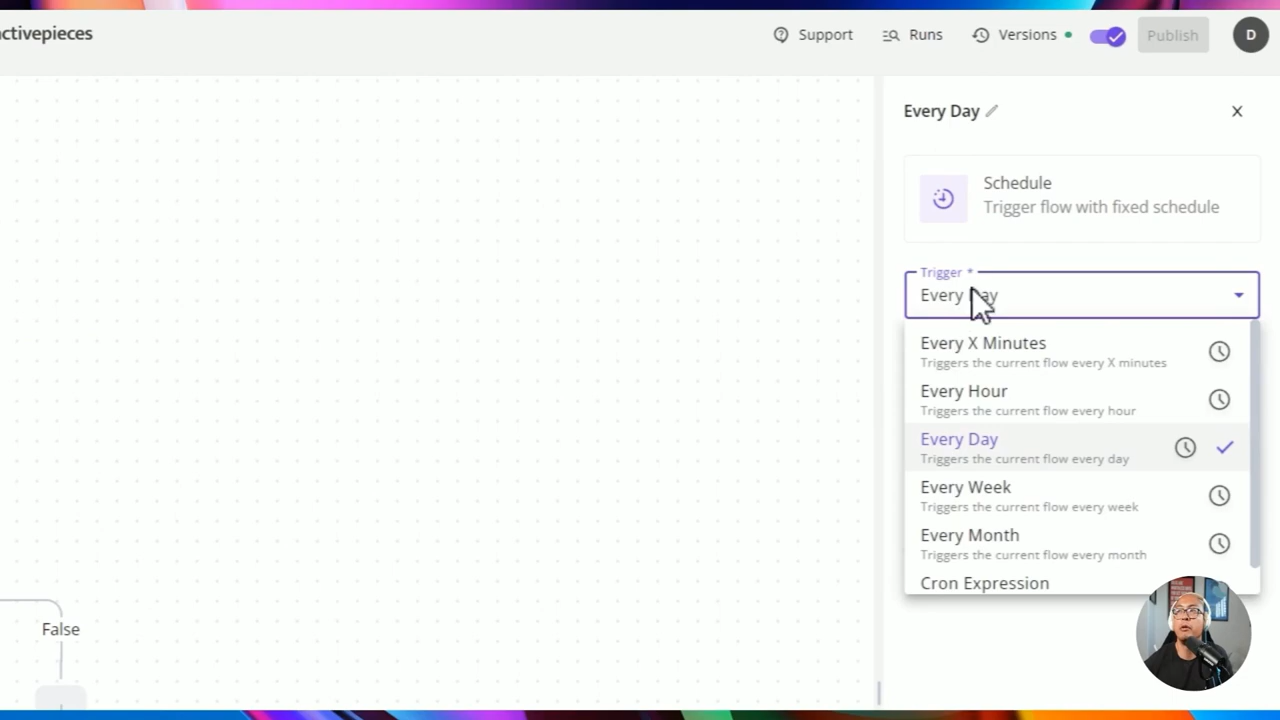 activepieces
Support
Runs
Versions
Publish
D
Every Day
Schedule
Trigger flow with fixed schedule
Trigger *
Every Day
Every X Minutes
Triggers the current flow every X minutes
Every Hour
Triggers the current flow every hour
Every Day
Triggers the current flow every day
Every Week
Triggers the current flow every week
Every Month
Triggers the current flow every month
Cron Expression
False